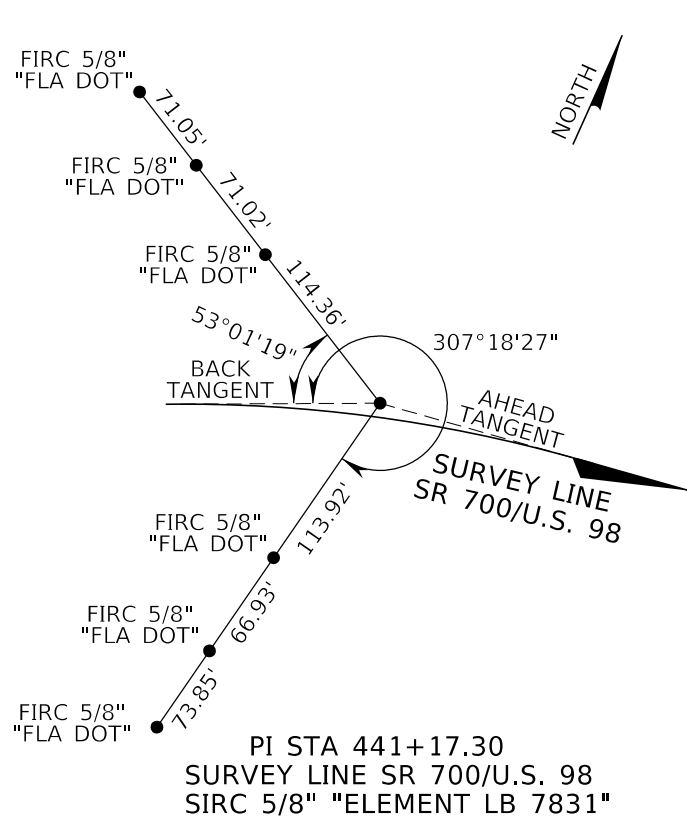 FIRC 5/8"
"FLA DOT"
71.05'
NORTH
FIRC 5/8"
"FLA DOT"
71.02'
FIRC 5/8"
"FLA DOT"
114.36'
53°01'19"
307°18'27"
BACK
TANGENT
AHEAD
TANGENT
SURVEY LINE
SR 700/U.S. 98
FIRC 5/8"
"FLA DOT"
113.92'
FIRC 5/8"
"FLA DOT"
66.93'
FIRC 5/8"
"FLA DOT"
73.85'
PI STA 441+17.30
SURVEY LINE SR 700/U.S. 98
SIRC 5/8" "ELEMENT LB 7831"